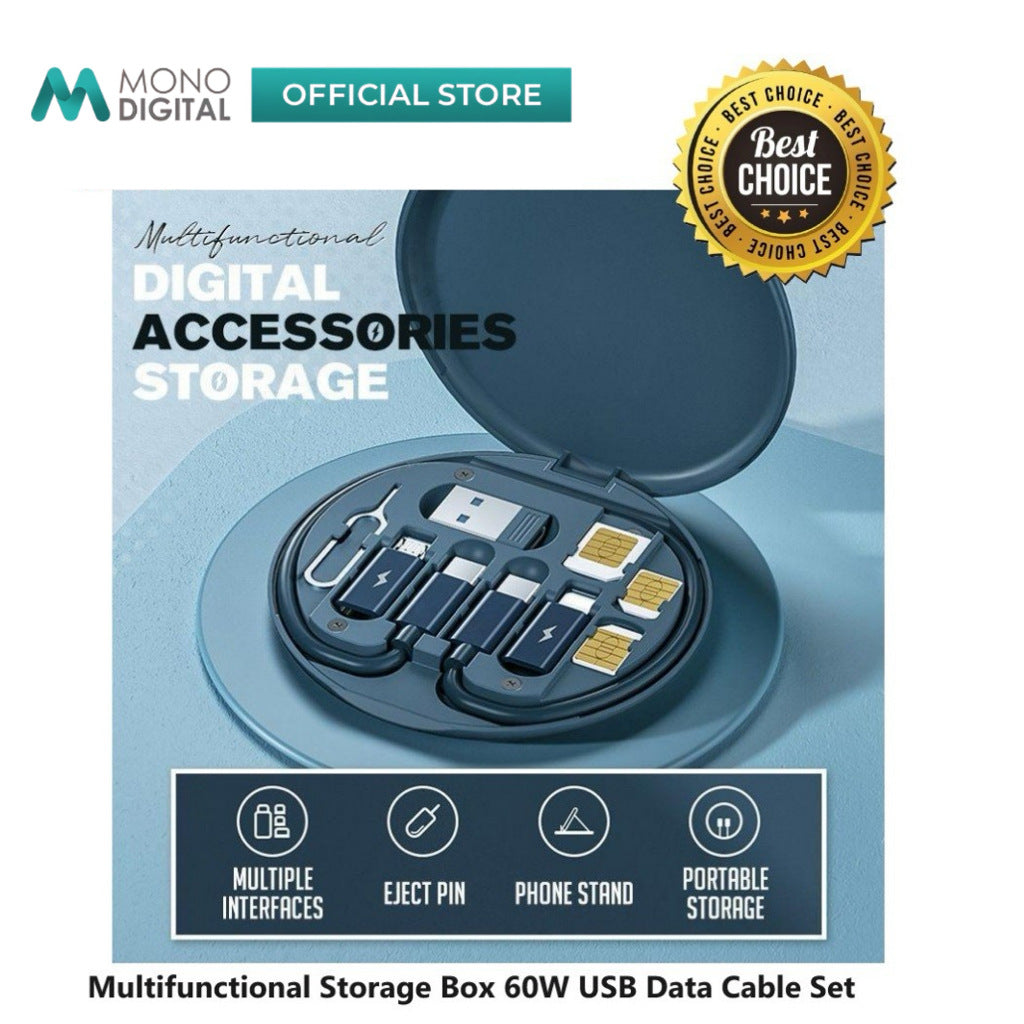 MONO
DIGITAL
OFFICIAL STORE
BEST CHOICE · BEST CHOICE · BEST CHOICE · BEST CHOICE ·
Best
CHOICE
Multifunctional
DIGITAL
ACCESSORIES
STORAGE
MULTIPLE
INTERFACES
EJECT PIN
PHONE STAND
PORTABLE
STORAGE
Multifunctional Storage Box 60W USB Data Cable Set